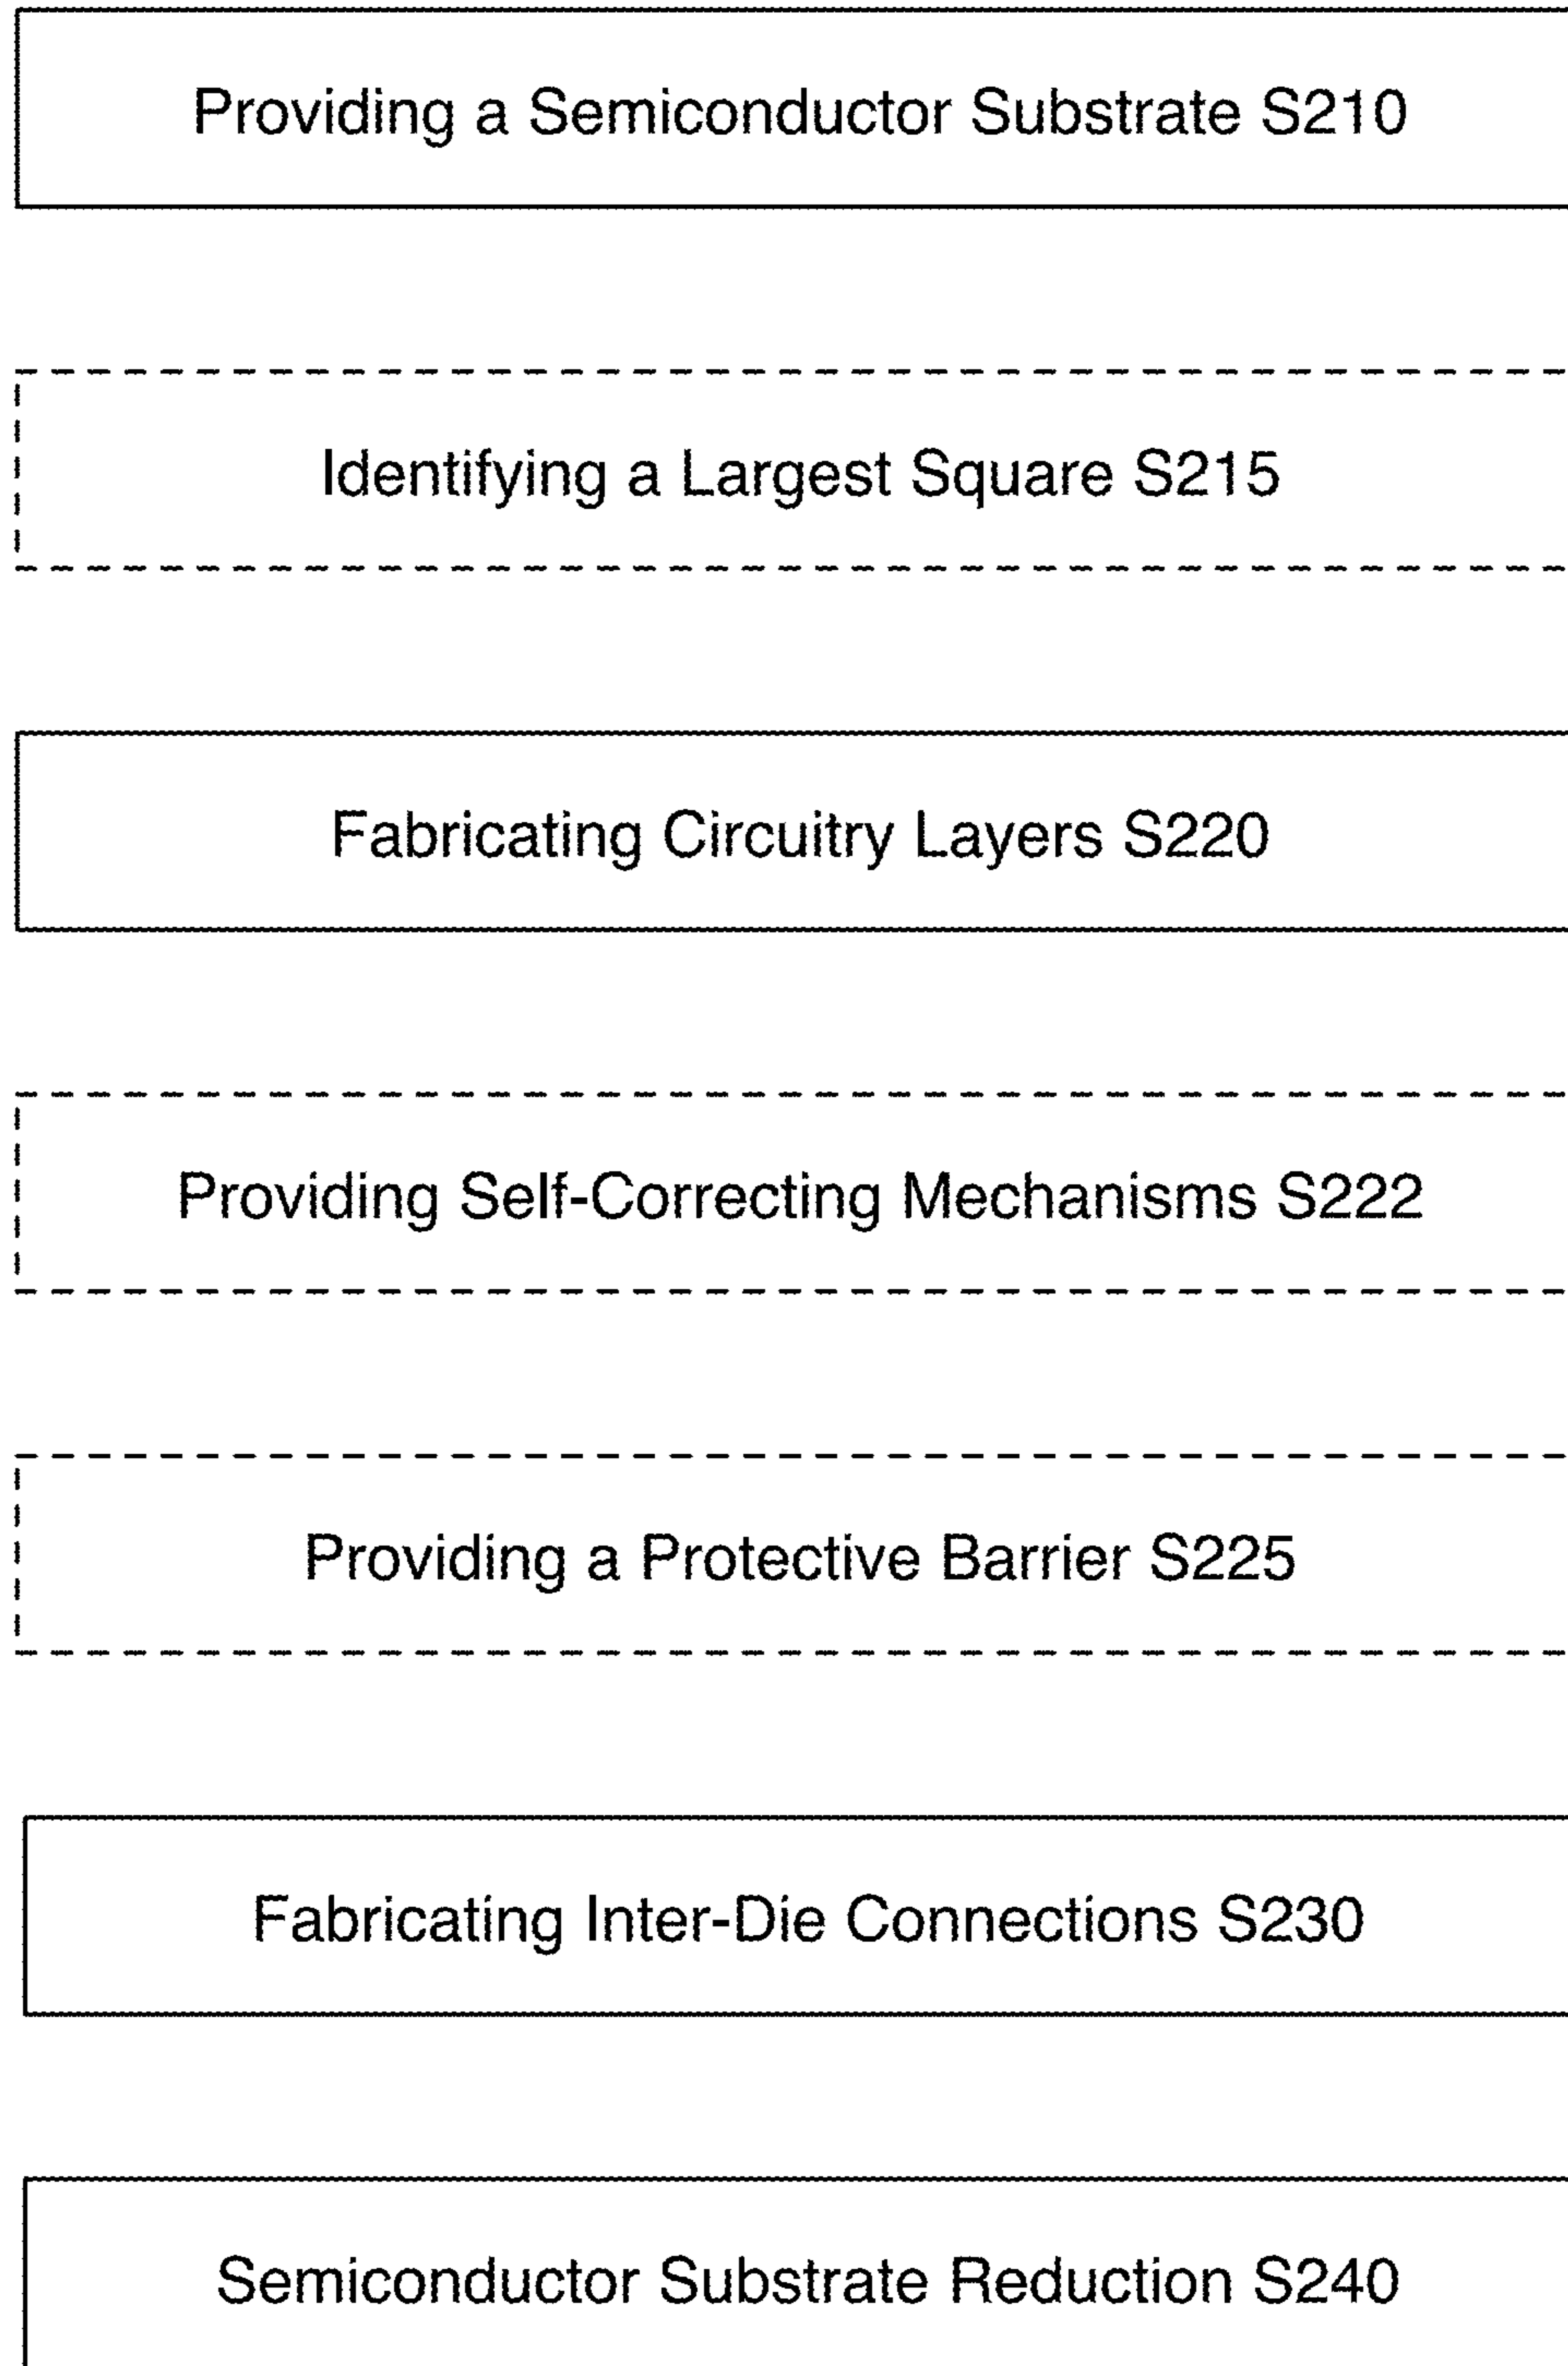 Providing a Semiconductor Substrate S210
Identifying a Largest Square S215
Fabricating Circuitry Layers S220
Providing Self-Correcting Mechanisms S222
Providing a Protective Barrier S225
Fabricating Inter-Die Connections S230
Semiconductor Substrate Reduction S240